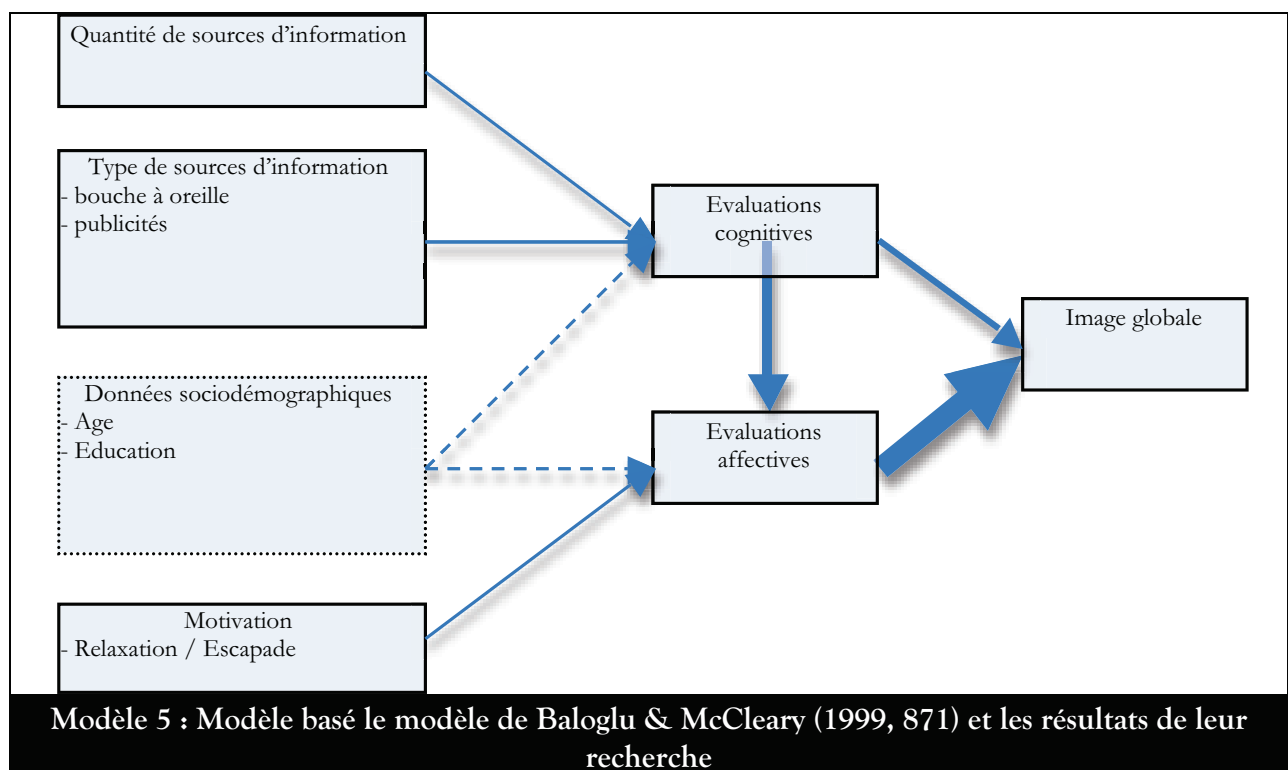 Quantité de sources d'information
Type de sources d'information
- bouche à oreille
- publicités
Evaluations
cognitives
Image globale
Données sociodémographiques
- Age
- Education
Evaluations
affectives
Motivation
- Relaxation / Escapade
Modèle 5 : Modèle basé le modèle de Baloglu & McCleary (1999, 871) et les résultats de leur
recherche